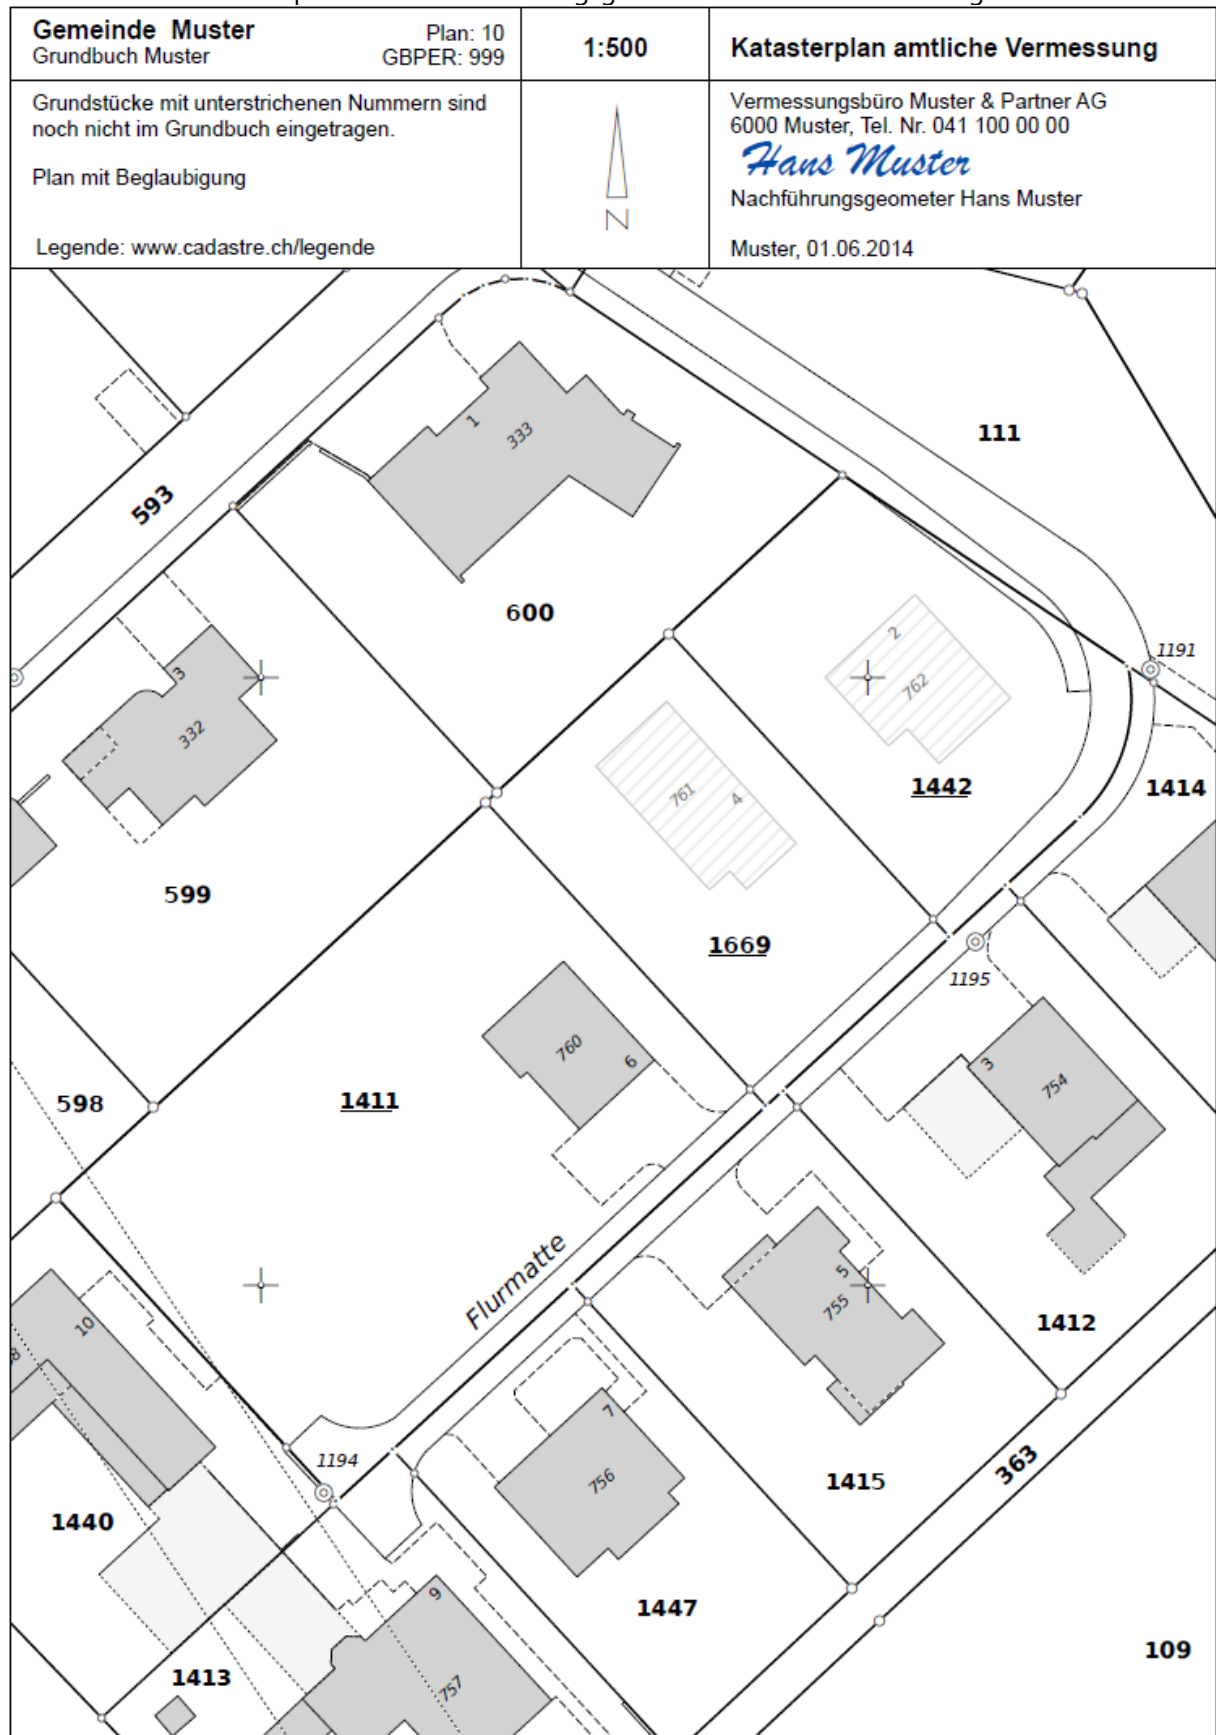 Gemeinde Muster
Grundbuch Muster
Plan: 10
GBPER: 999
1:500
Katasterplan amtliche Vermessung
Grundstücke mit unterstrichenen Nummern sind
noch nicht im Grundbuch eingetragen.
Plan mit Beglaubigung
Legende: www.cadastre.ch/legende
N
Vermessungsbüro Muster & Partner AG
6000 Muster, Tel. Nr. 041 100 00 00
Hans Muster
Nachführungsgeometer Hans Muster
Muster, 01.06.2014
111
1
333
593
600
2
762
1191
3
332
761
4
1442
1414
599
1669
1195
760
6
598
1411
3
754
Flurmatte
5
755
10
1412
7
1194
756
363
1415
1440
9
1447
109
1413
757